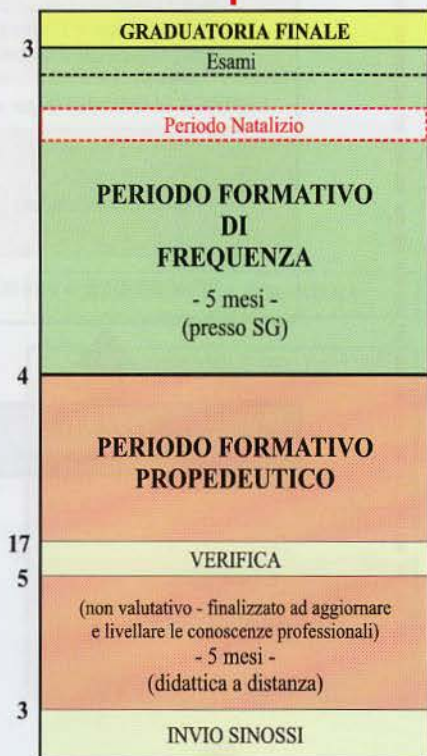 GRADUATORIA FINALE
3
Esami
Periodo Natalizio
PERIODO FORMATIVO
DI
FREQUENZA
- 5 mesi -
(presso SG)
4
PERIODO FORMATIVO
PROPEDEUTICO
17
VERIFICA
5
(non valutativo - finalizzato ad aggiornare
e livellare le conoscenze professionali)
- 5 mesi -
(didattica a distanza)
3
INVIO SINOSSI